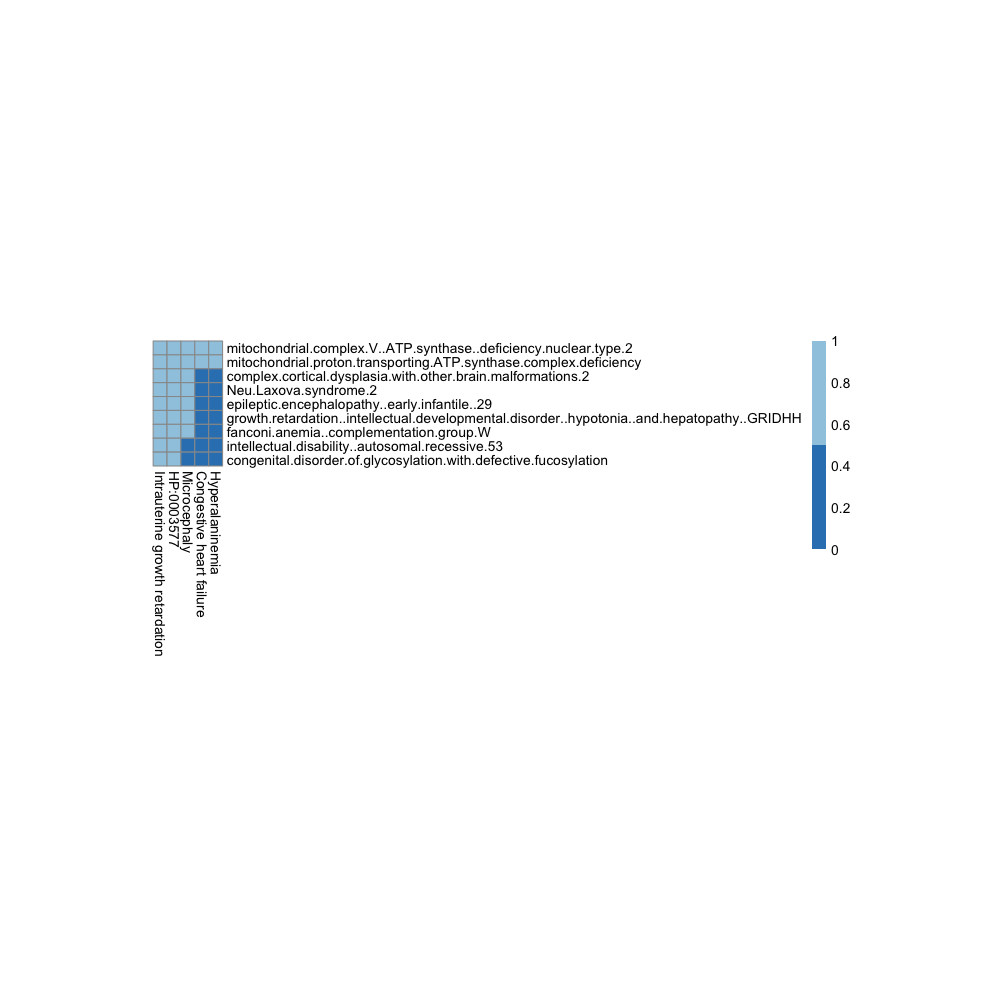 mitochondrial.complex.V..ATP.synthase..deficiency.nuclear.type.2
mitochondrial.proton.transporting.ATP.synthase.complex.deficiency
complex.cortical.dysplasia.with.other.brain.malformations.2
Neu.Laxova.syndrome.2
epileptic.encephalopathy..early.infantile..29
growth.retardation..intellectual.developmental.disorder..hypotonia..and.hepatopathy..GRIDHH
fanconi.anemia..complementation.group.W
intellectual.disability..autosomal.recessive.53
congenital.disorder.of.glycosylation.with.defective.fucosylation
Intrauterine growth retardation
HP:0003577
Microcephaly
Congestive heart failure
Hyperalaninemia
1
0.8
0.6
0.4
0.2
0